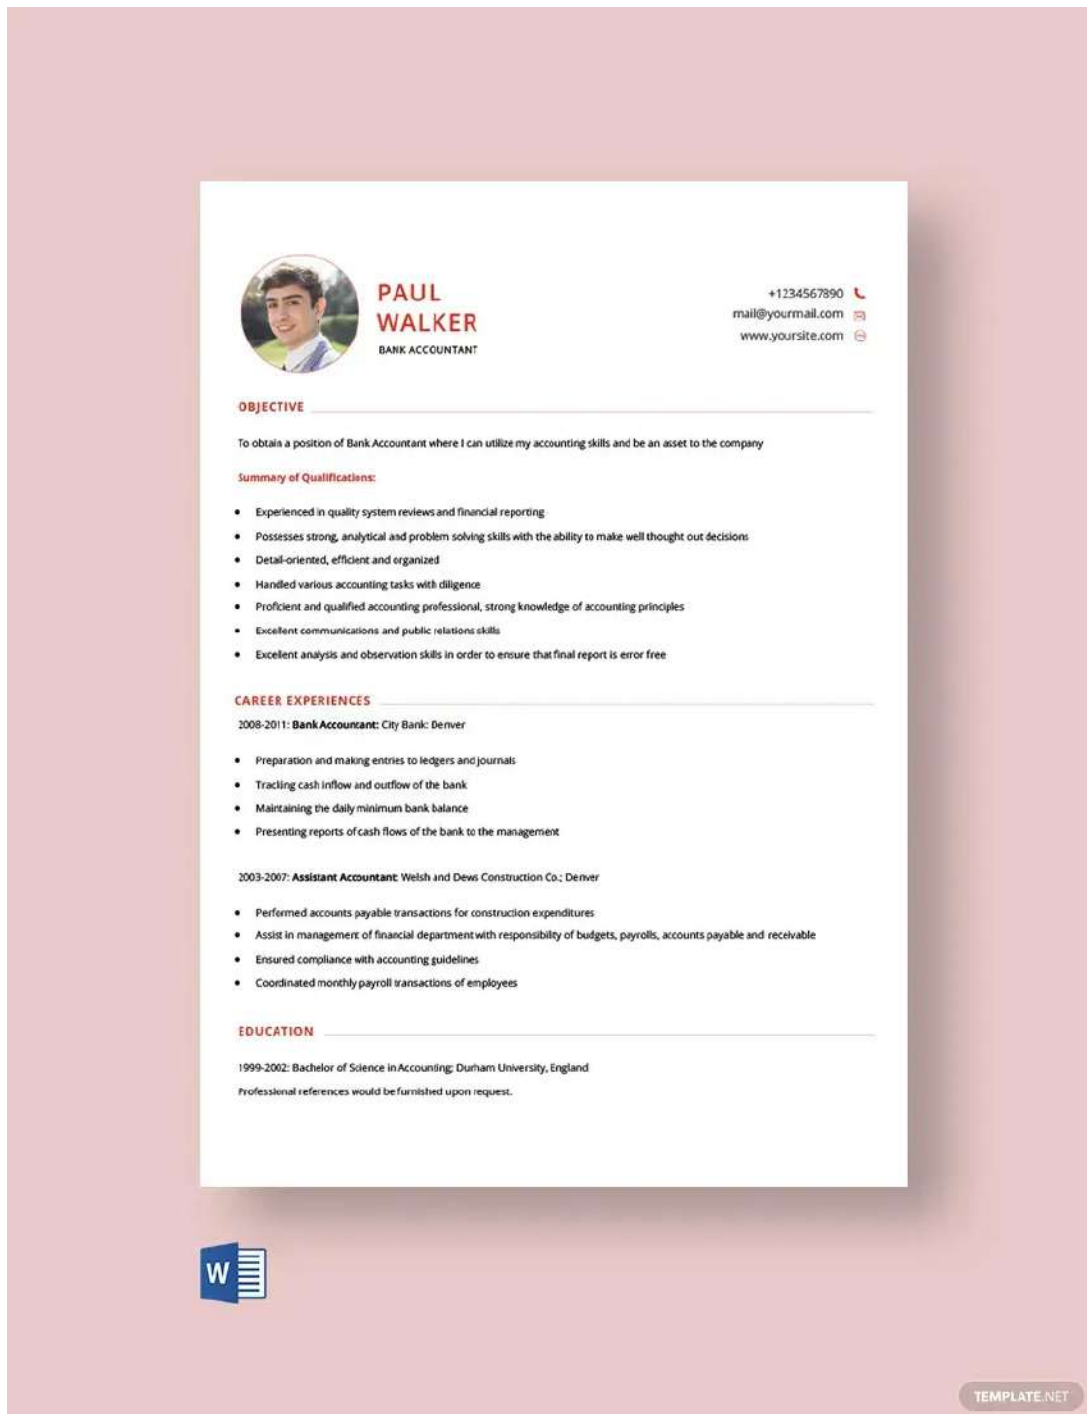 PAUL
WALKER
BANK ACCOUNTANT
+1234567890
mail@yourmail.com
www.yoursite.com
OBJECTIVE
To obtain a position of Bank Accountant where I can utilize my accounting skills and be an asset to the company
Summary of Qualifications:
Experienced in quality system reviews and financial reporting
Possesses strong, analytical and problem solving skills with the ability to make well thought out decisions
Detail-oriented, efficient and organized
Handled various accounting tasks with diligence
Proficient and qualified accounting professional, strong knowledge of accounting principles
Excellent communications and public relations skills
Excellent analysis and observation skills in order to ensure that final report is error free
CAREER EXPERIENCES
2008-2011: Bank Accountant: City Bank: Denver
Preparation and making entries to ledgers and journals
Tracking cash inflow and outflow of the bank
Maintaining the daily minimum bank balance
Presenting reports of cash flows of the bank to the management
2003-2007: Assistant Accountant: Welsh and Dews Construction Co.; Denver
Performed accounts payable transactions for construction expenditures
Assist in management of financial department with responsibility of budgets, payrolls, accounts payable and receivable
Ensured compliance with accounting guidelines
Coordinated monthly payroll transactions of employees
EDUCATION
1999-2002: Bachelor of Science in Accounting; Durham University, England
Professional references would be furnished upon request.
W
TEMPLATE.NET